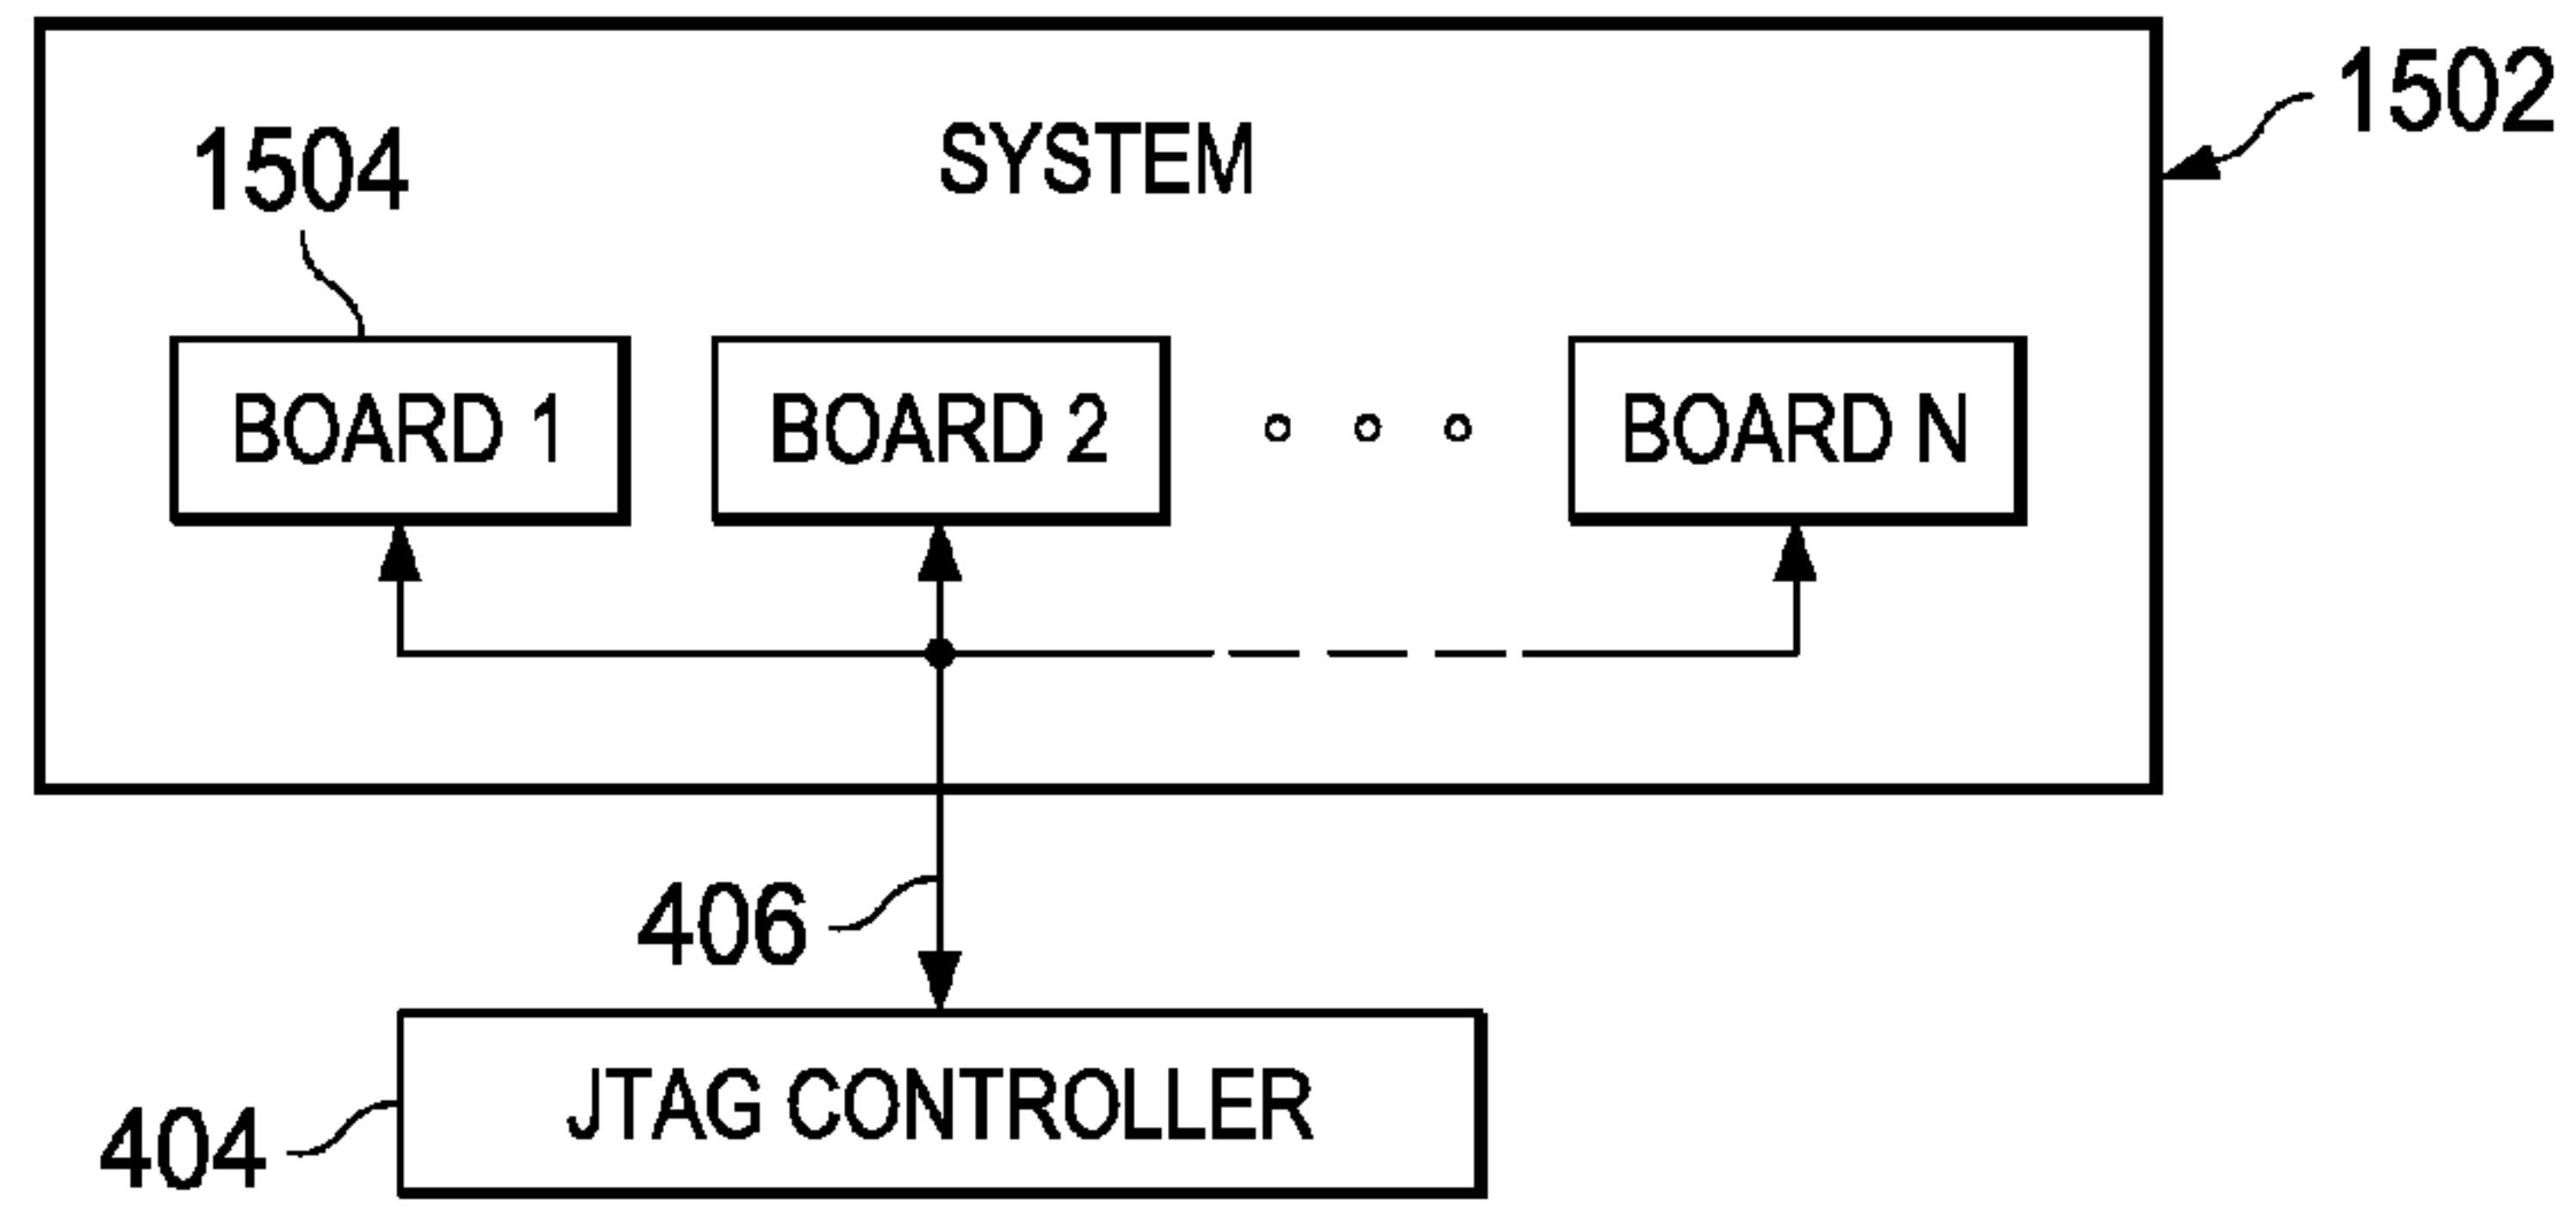 1502
SYSTEM
1504
BOARD 1
BOARD 2
BOARD N
406
JTAG CONTROLLER
404